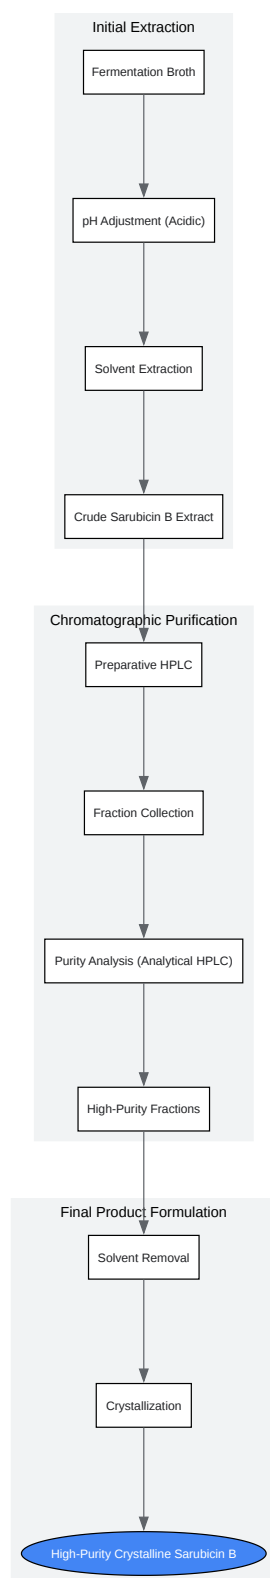 Initial Extraction
Fermentation Broth
pH Adjustment (Acidic)
Solvent Extraction
Crude Sarubicin B Extract
Chromatographic Purification
Preparative HPLC
Fraction Collection
Purity Analysis (Analytical HPLC)
High-Purity Fractions
Final Product Formulation
Solvent Removal
Crystallization
High-Purity Crystalline Sarubicin B